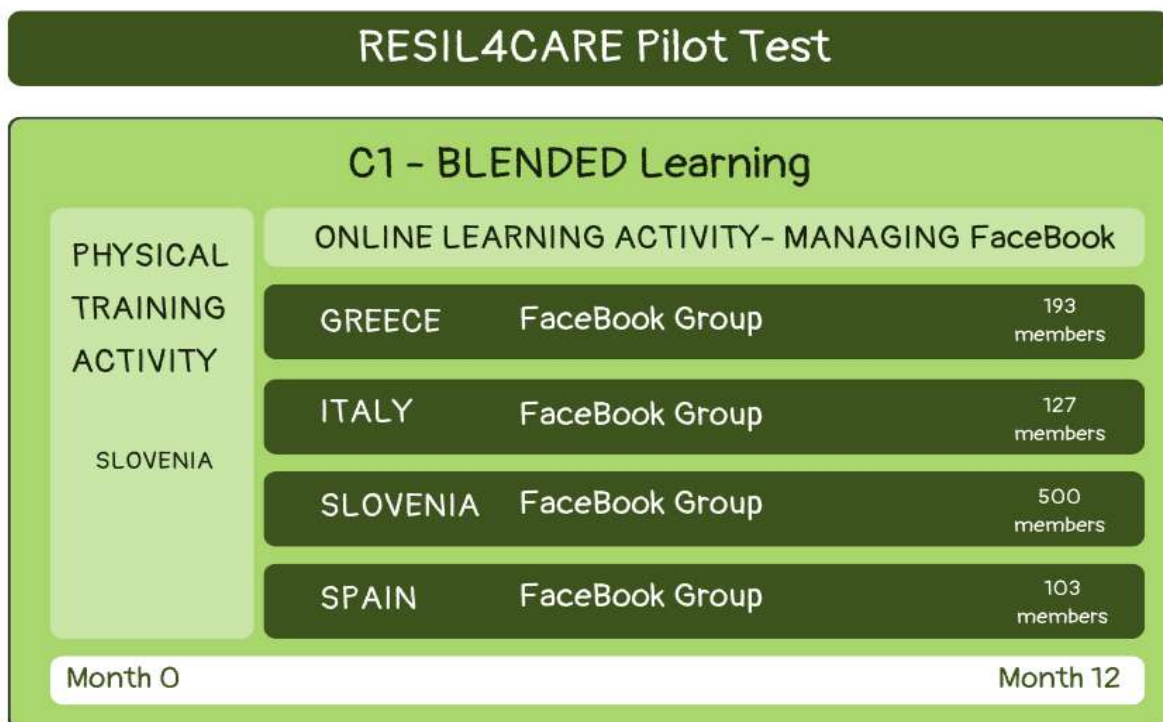 RESIL4CARE Pilot Test
C1 - BLENDED Learning
PHYSICAL
TRAINING
ACTIVITY
SLOVENIA
ONLINE LEARNING ACTIVITY- MANAGING FaceBook
GREECE FaceBook Group 193
members
ITALY FaceBook Group 127
members
SLOVENIA FaceBook Group 500
members
SPAIN FaceBook Group 103
members
Month 0 Month 12